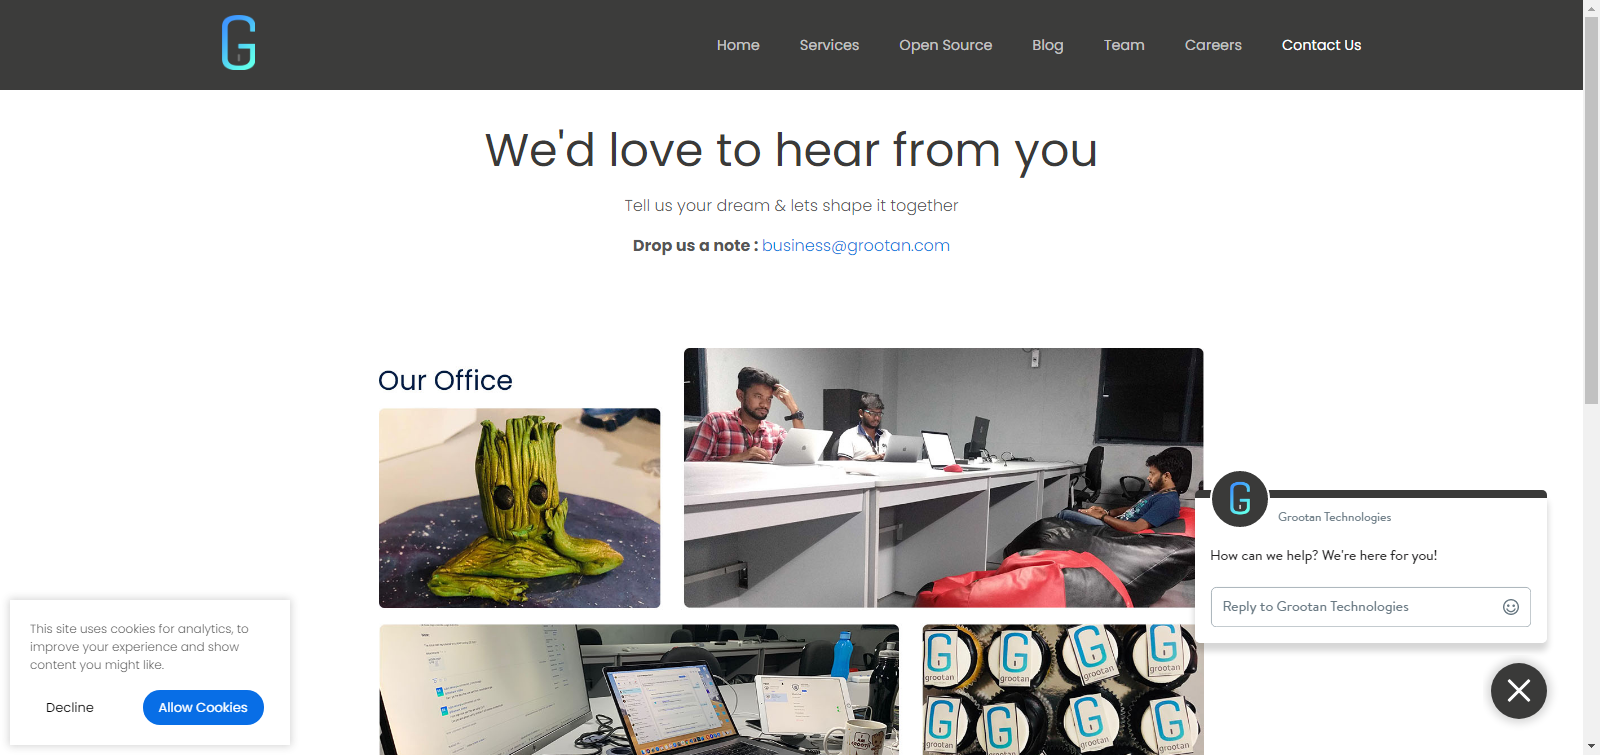 Home Services Open Source Blog Team Careers Contact Us
We'd love to hear from you
Tell us your dream & lets shape it together
Drop us a note : business@grootan.com
Our Office
Grootan Technologies
How can we help? We're here for you!
Reply to Grootan Technologies
This site uses cookies for analytics, to
improve your experience and show
content you might like.
Decline
Allow Cookies
grootan
grootan
grootan
grootan
grootan
grootan